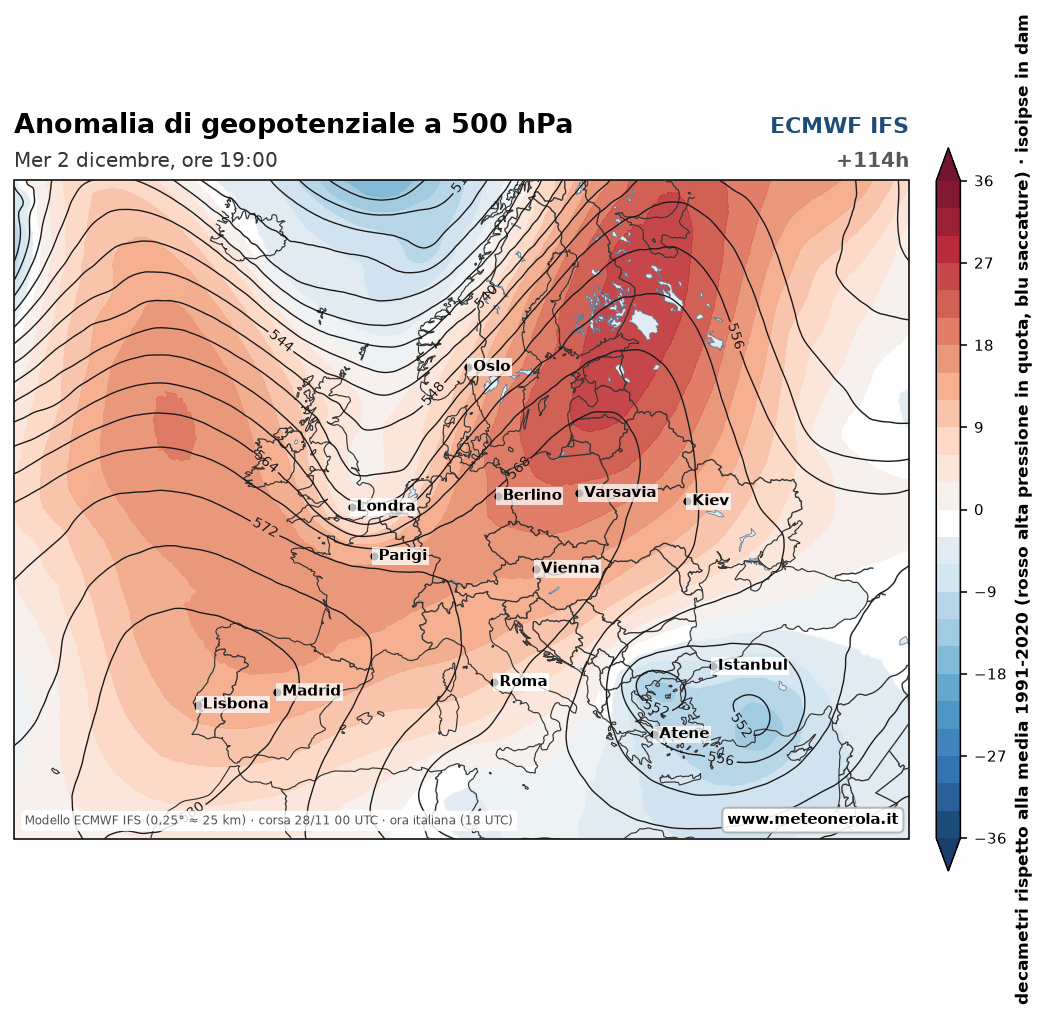 Anomalia di geopotenziale a 500 hPa
ECMWF IFS
Mer 2 dicembre, ore 19:00
+114h
540
544
556
Oslo
548
564
568
Berlino
Varsavia
Kiev
Londra
572
Parigi
Vienna
Istanbul
Roma
Madrid
Lisbona
552
552
Atene
556
Modello ECMWF IFS (0,25° ≈ 25 km) · corsa 28/11 00 UTC · ora italiana (18 UTC)
www.meteonerola.it
36
27
18
9
0
−9
−18
−27
−36
decametri rispetto alla media 1991-2020 (rosso alta pressione in quota, blu saccature) · isoipse in dam